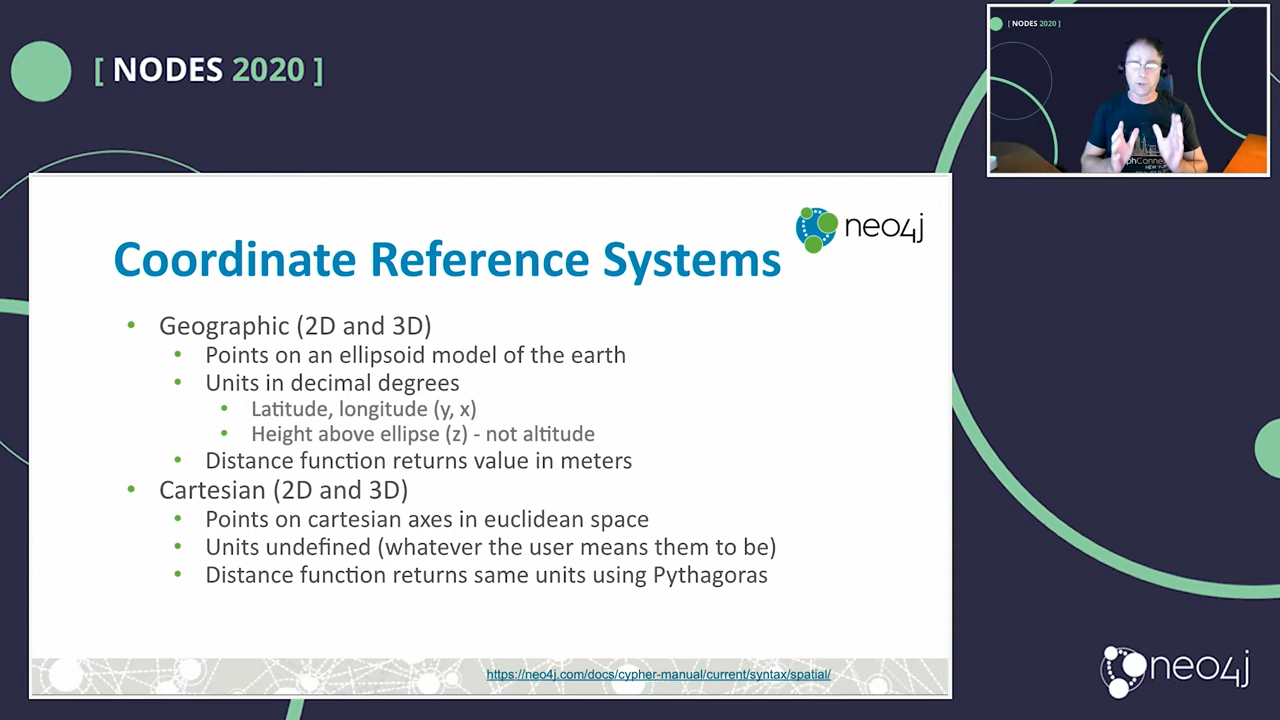 [ NODES 2020 ]
[ NODES 2020 ]
neo4j
Coordinate Reference Systems
• Geographic (2D and 3D)
• Points on an ellipsoid model of the earth
• Units in decimal degrees
• Latitude, longitude (y, x)
• Height above ellipse (z) - not altitude
• Distance function returns value in meters
• Cartesian (2D and 3D)
• Points on cartesian axes in euclidean space
• Units undefined (whatever the user means them to be)
• Distance function returns same units using Pythagoras
https://neo4j.com/docs/cypher-manual/current/syntax/spatial/
neo4j